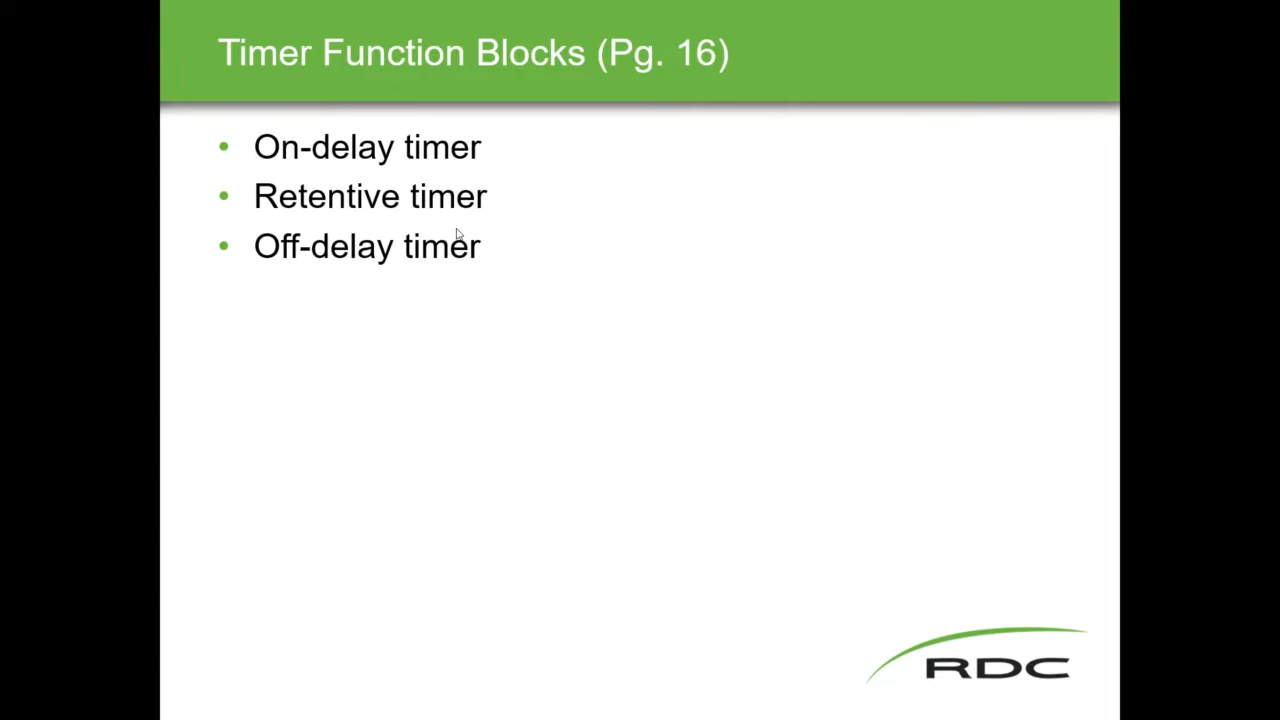 Timer Function Blocks (Pg. 16)
• On-delay timer
• Retentive timer
• Off-delay timer
RDC